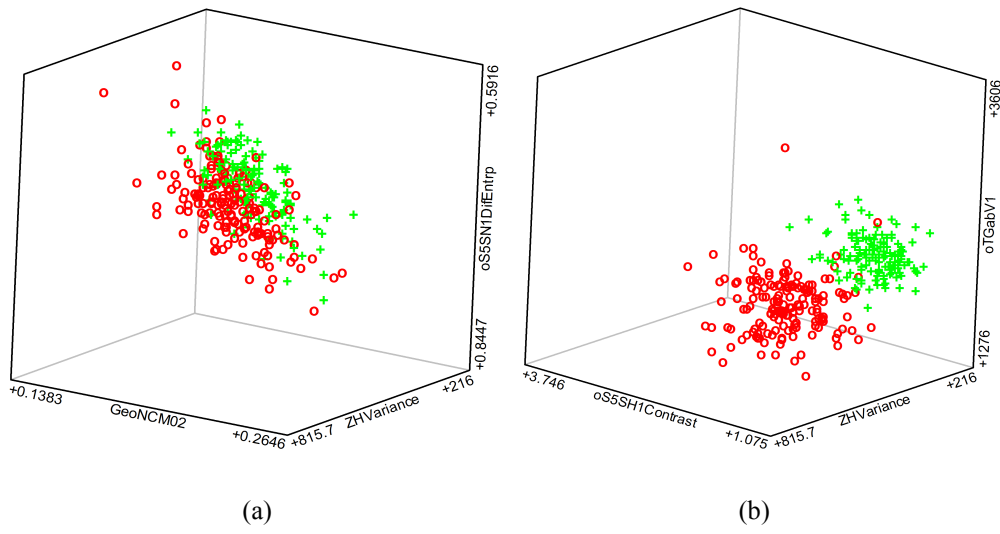 +0.5916
oS5SN1DifEntrp
+0.8447
+216
ZHVariance
+815.7
+0.2646
GeoNCM02
+0.1383
(a)
+3606
oTGabV1
+1276
+216
ZHVariance
+815.7
+1.075
oS5SH1Contrast
+3.746
(b)